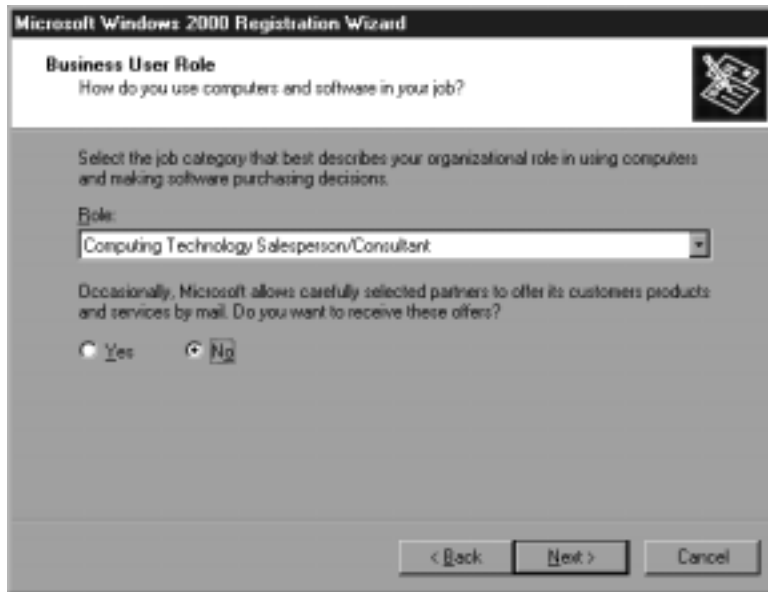 Microsoft Windows 2000 Registration Wizard
Business User Role
How do you use computers and software in your job?
Select the job category that best describes your organizational role in using computers
and making software purchasing decisions.
Role:
Computing Technology Salesperson/Consultant
Occasionally, Microsoft allows carefully selected partners to offer its customers products
and services by mail. Do you want to receive these offers?
Yes No
< Back Next > Cancel